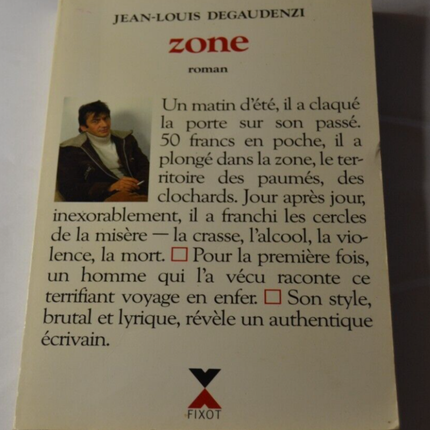 JEAN-LOUIS DEGAUDENZI
zone
roman
Un matin d'été, il a claqué
la porte sur son passé.
50 francs en poche, il a
plongé dans la zone, le ter-
ritoire des paumés, des
clochards. Jour après jour,
inexorablement, il a franchi les cercles
de la misère — la crasse, l'alcool, la vio-
lence, la mort. □ Pour la première fois,
un homme qui l'a vécu raconte ce
terrifiant voyage en enfer. □ Son style,
brutal et lyrique, révèle un authentique
écrivain.
FIXOT